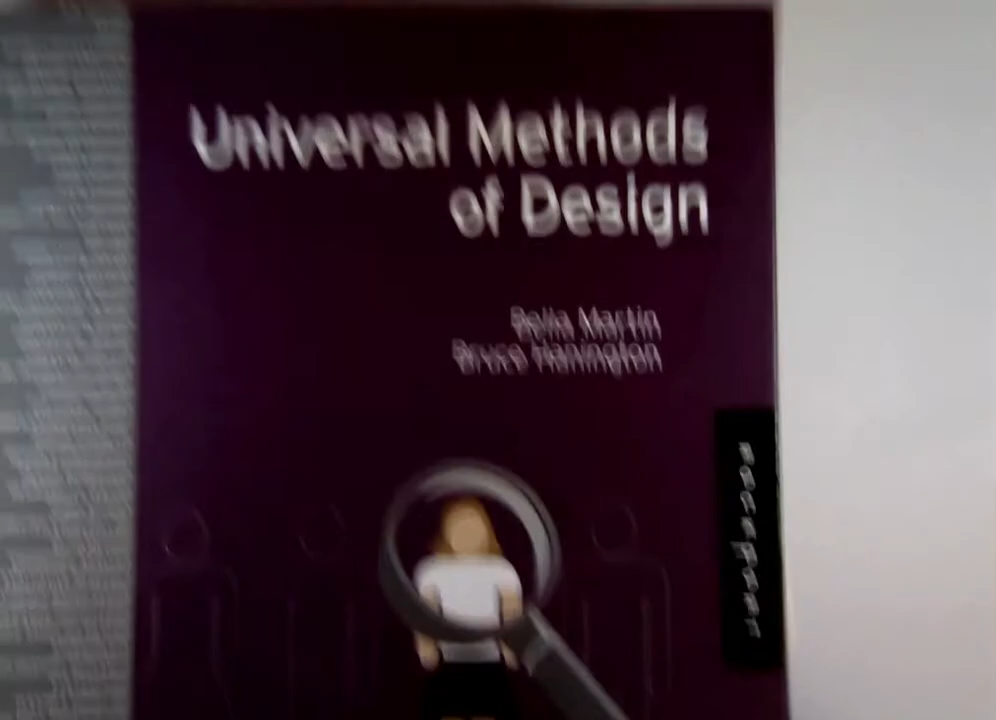 Universal Methods
of Design
Bella Martin
Bruce Hanington